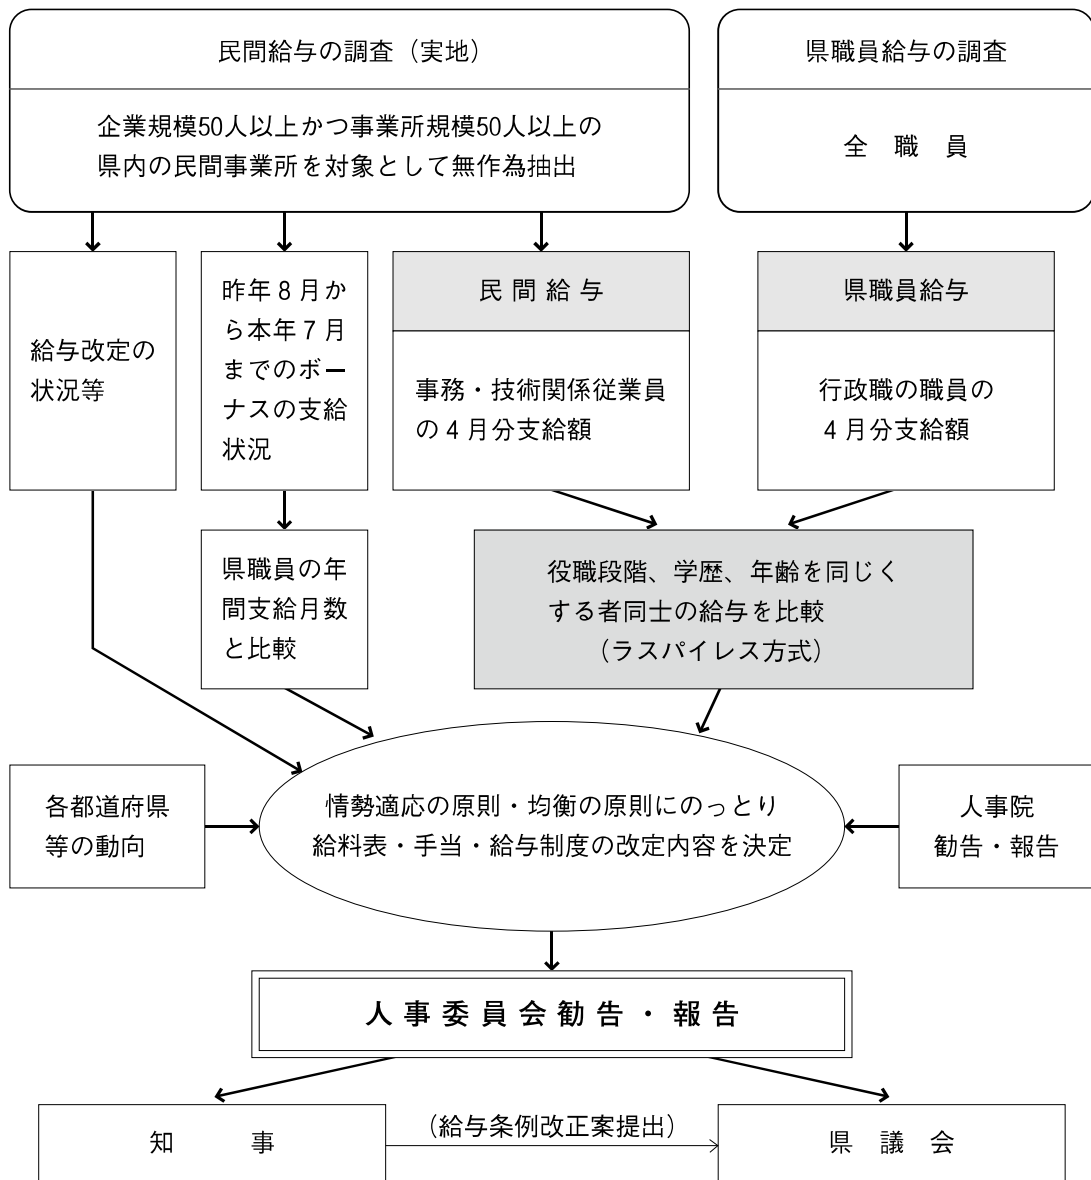 民間給与の調査（実地）
企業規模50人以上かつ事業所規模50人以上の
県内の民間事業所を対象として無作為抽出
県職員給与の調査
全　職　員
給与改定の
状況等
昨年８月か
ら本年７月
までのボー
ナスの支給
状況
民 間 給 与
事務・技術関係従業員
の４月分支給額
県職員給与
行政職の職員の
４月分支給額
県職員の年
間支給月数
と比較
役職段階、学歴、年齢を同じく
する者同士の給与を比較
（ラスパイレス方式）
各都道府県
等の動向
情勢適応の原則・均衡の原則にのっとり
給料表・手当・給与制度の改定内容を決定
人事院
勧告・報告
人 事 委 員 会 勧 告 ・ 報 告
知　　　事
（給与条例改正案提出）
県　議　会